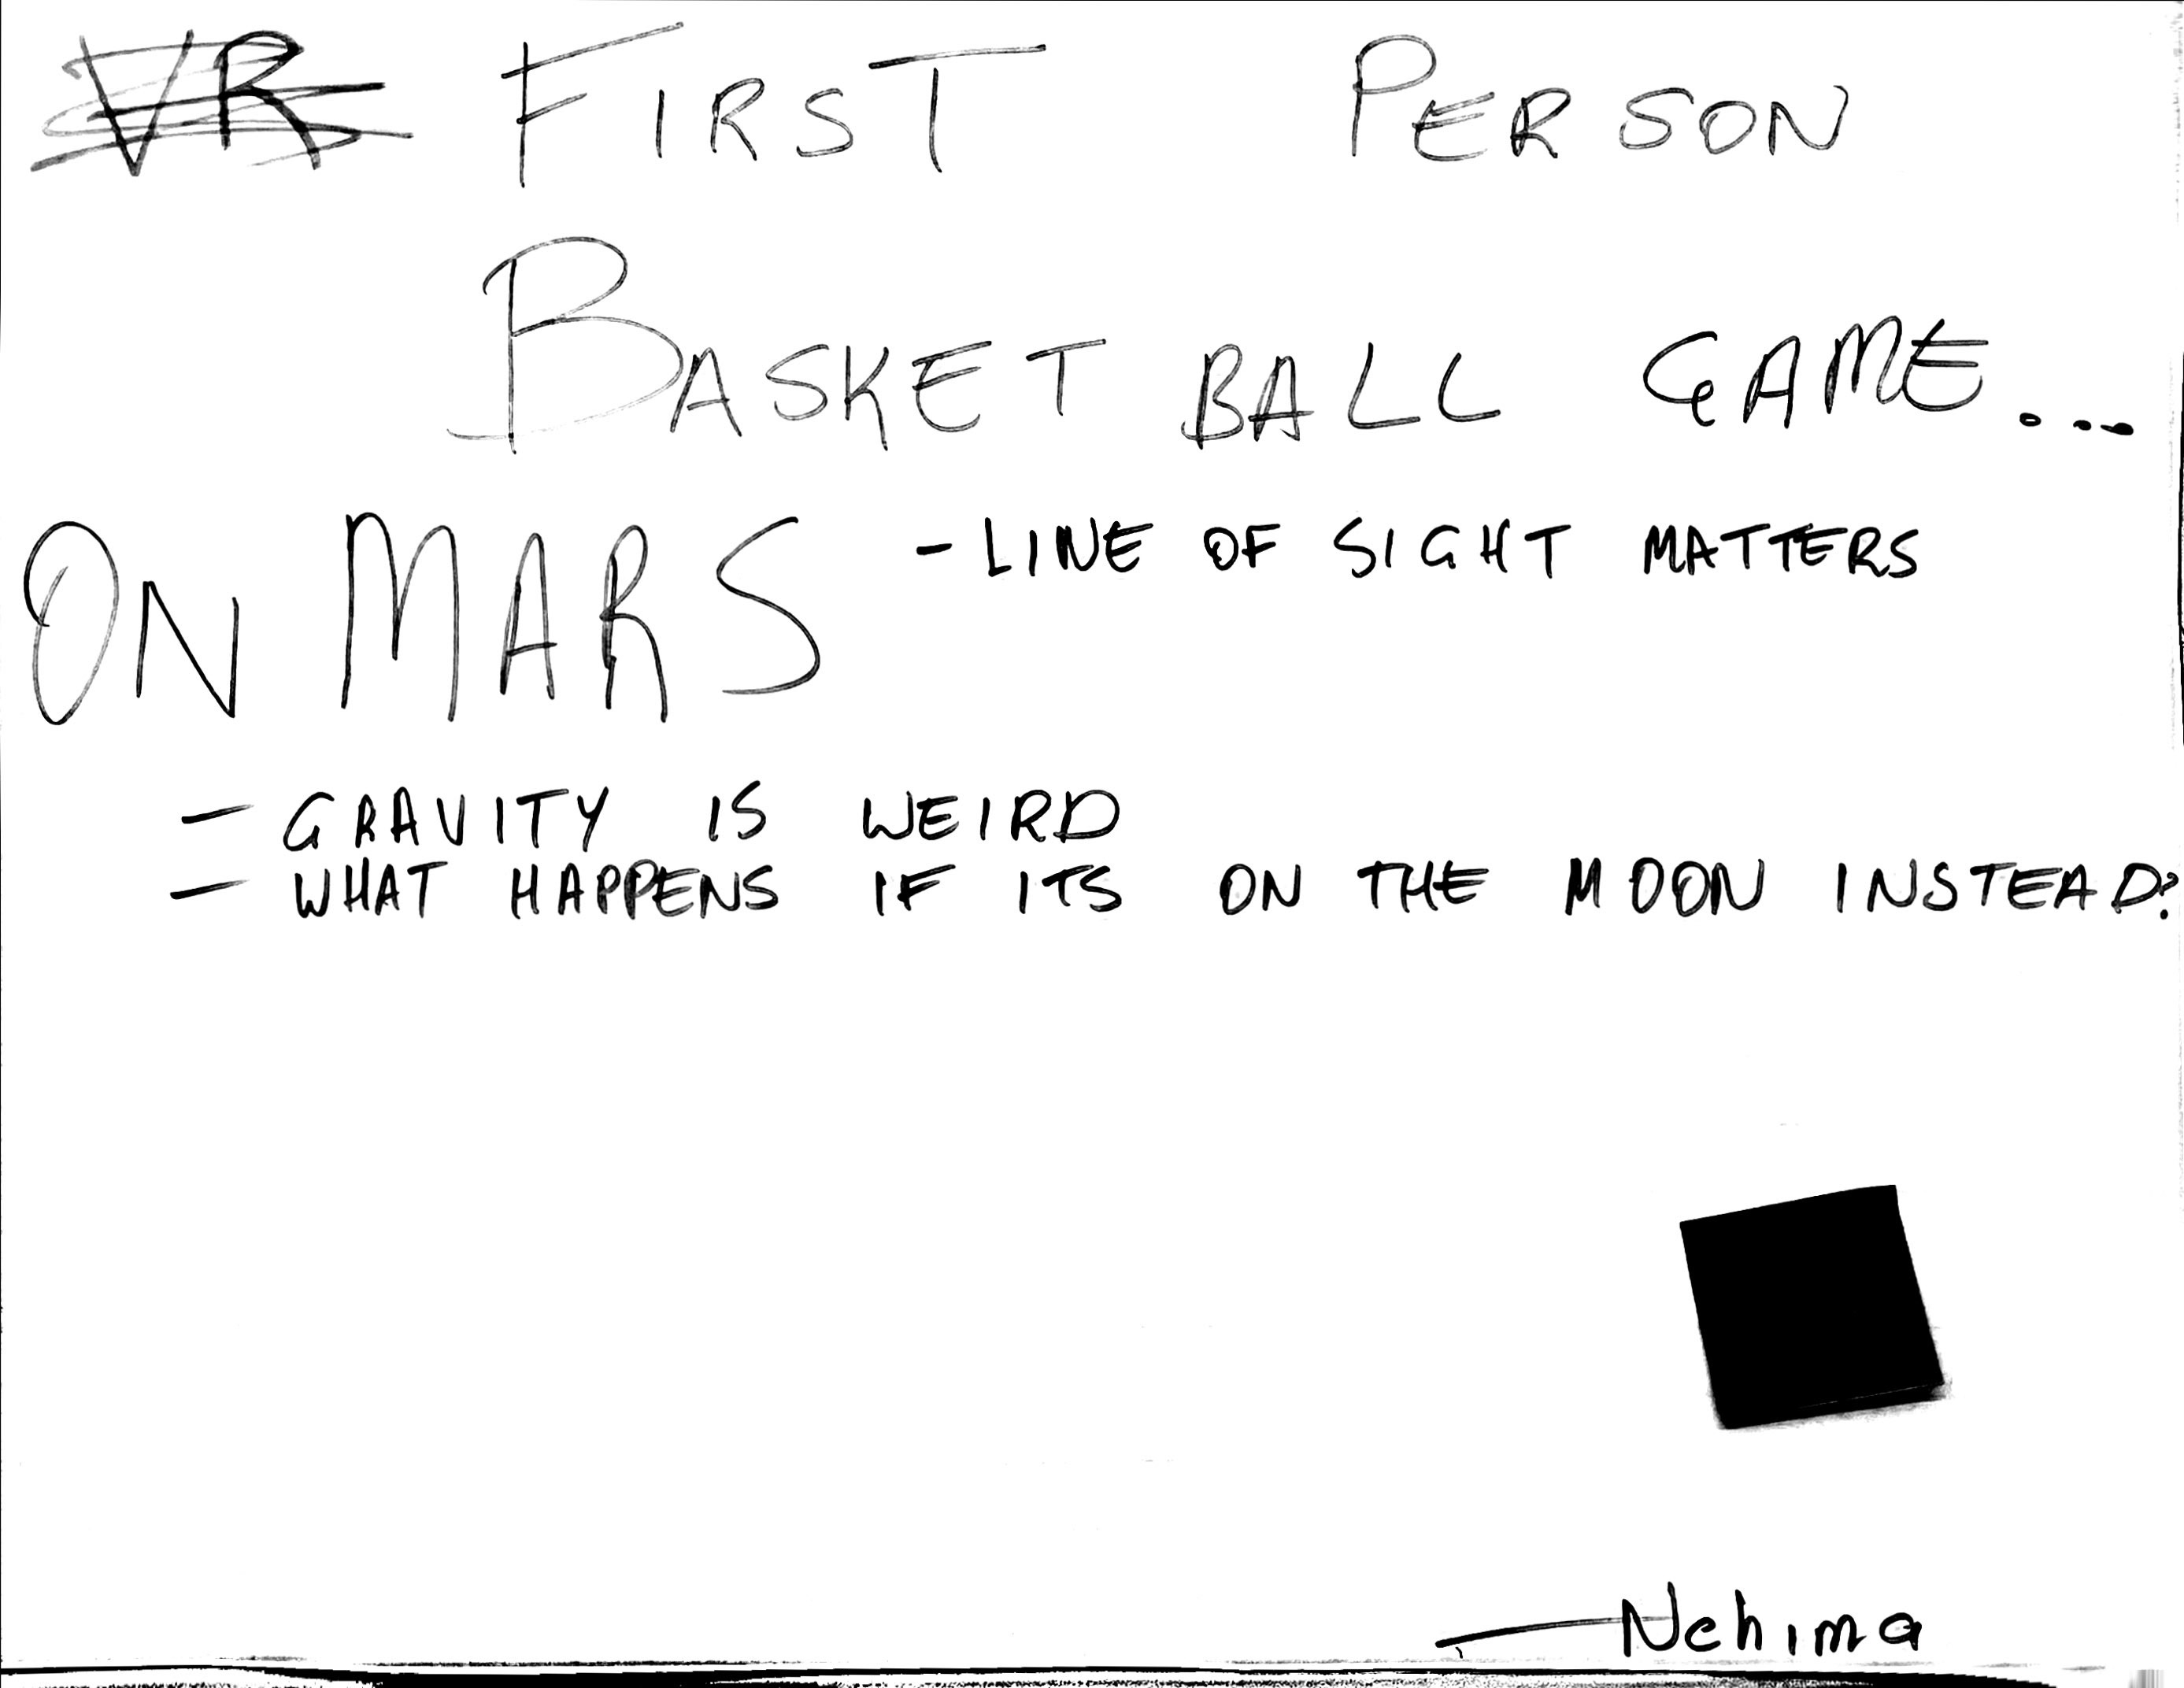 VR FIRST PERSON
BASKET BALL GAME...
ON MARS
- LINE OF SIGHT MATTERS
- GRAVITY IS WEIRD
- WHAT HAPPENS IF ITS ON THE MOON INSTEAD?
— Nehima